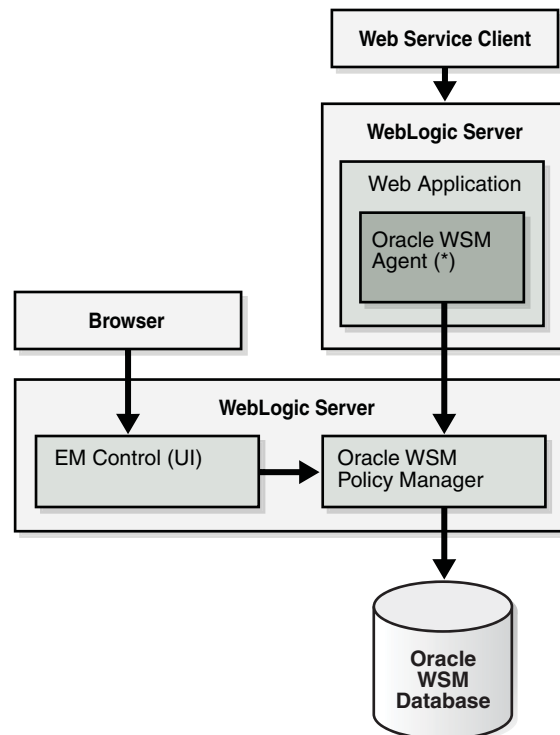 Web Service Client
WebLogic Server
Web Application
Oracle WSM
Agent (*)
Browser
WebLogic Server
EM Control (UI)
Oracle WSM
Policy Manager
Oracle
WSM
Database